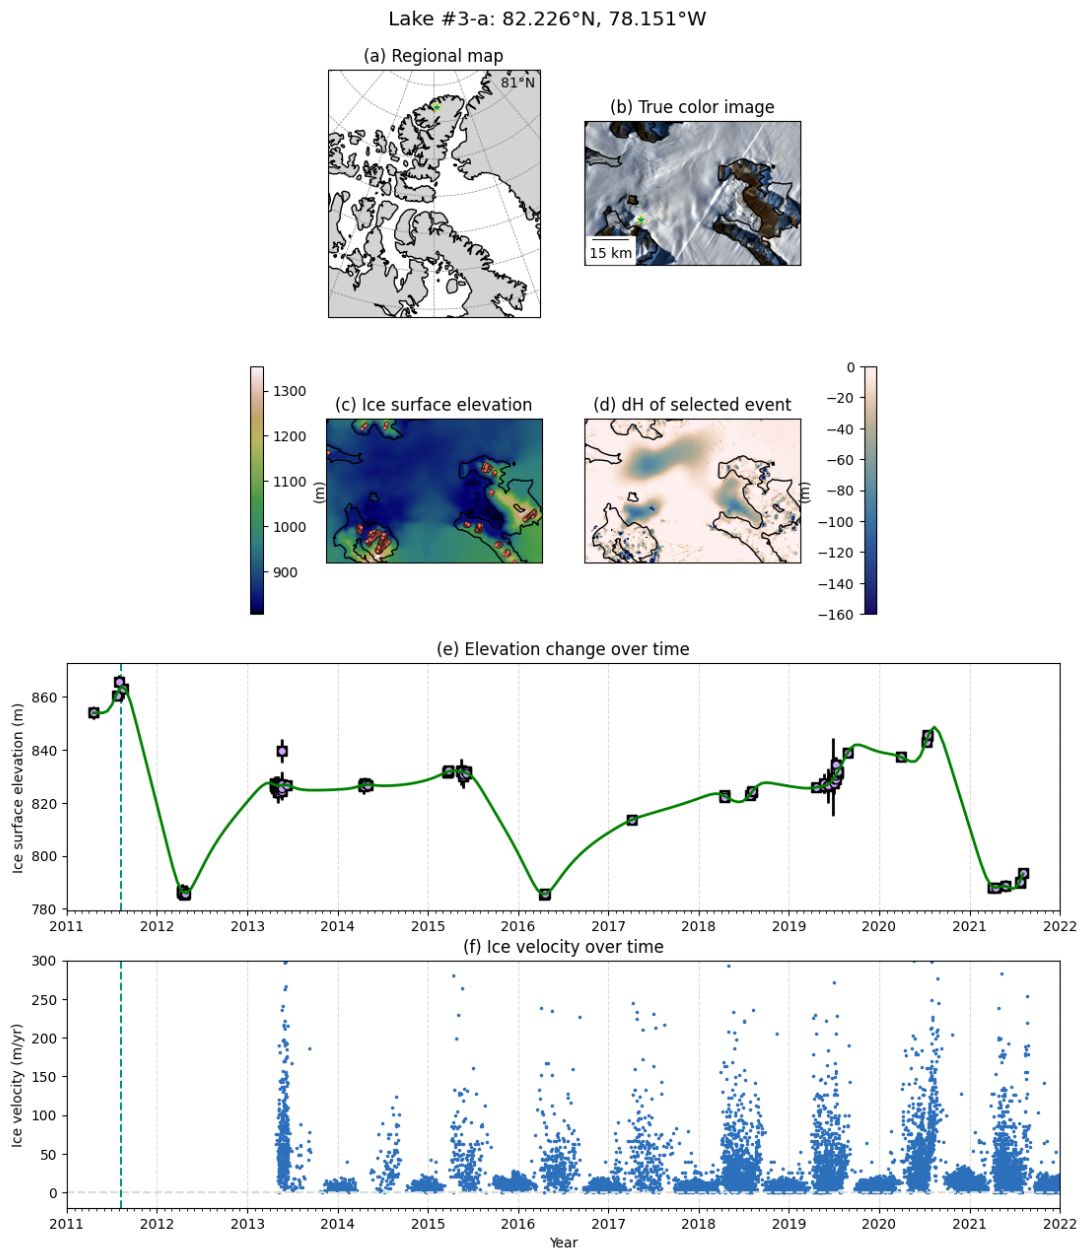 Lake #3-a: 82.226°N, 78.151°W
(a) Regional map
81°N
(b) True color image
15 km
(c) Ice surface elevation
1300
1200
1100
1000
900
(m)
(d) dH of selected event
0
−20
−40
−60
−80
−100
−120
−140
−160
(m)
(e) Elevation change over time
Ice surface elevation (m)
860
840
820
800
780
2011 2012 2013 2014 2015 2016 2017 2018 2019 2020 2021 2022
(f) Ice velocity over time
Ice velocity (m/yr)
300
250
200
150
100
50
0
2011 2012 2013 2014 2015 2016 2017 2018 2019 2020 2021 2022
Year